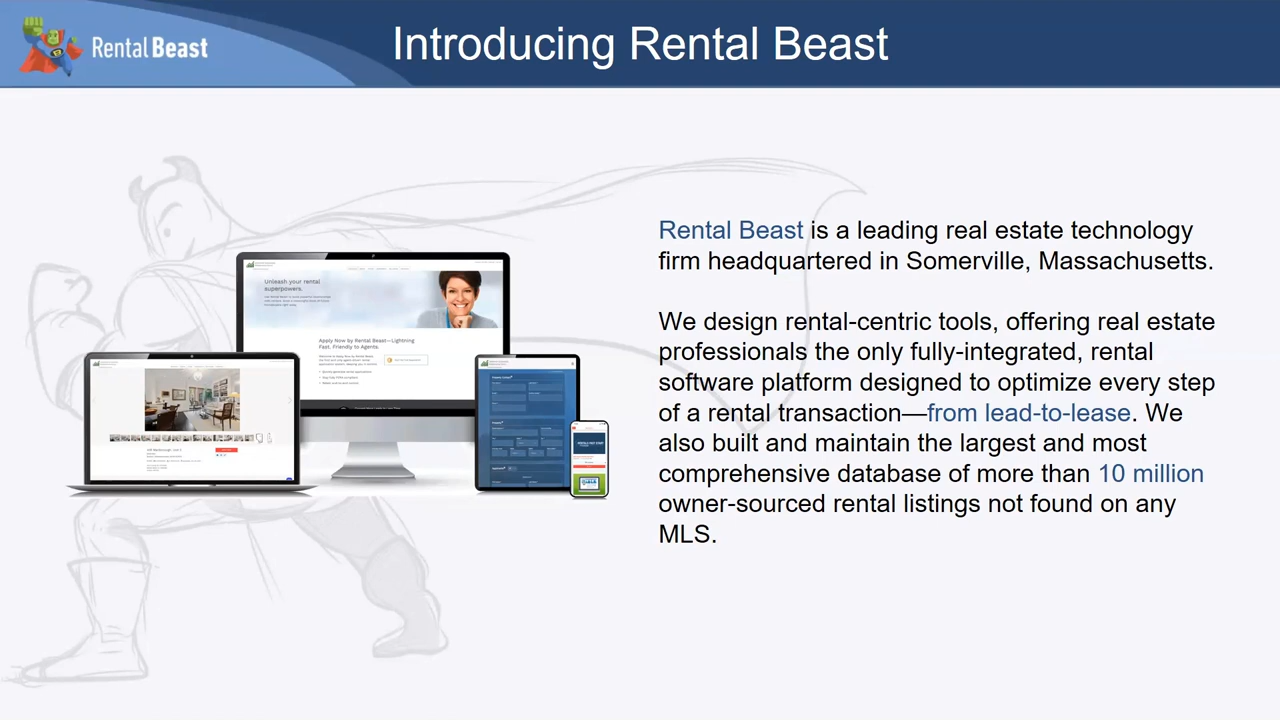 Rental Beast
Introducing Rental Beast
Rental Beast is a leading real estate technology
firm headquartered in Somerville, Massachusetts.
We design rental-centric tools, offering real estate
professionals the only fully-integrated, rental
software platform designed to optimize every step
of a rental transaction—from lead-to-lease. We
also built and maintain the largest and most
comprehensive database of more than 10 million
owner-sourced rental listings not found on any
MLS.
Unleash your rental
superpowers.
Apply Now by Rental Beast—Lightning
Fast. Friendly to Agents.